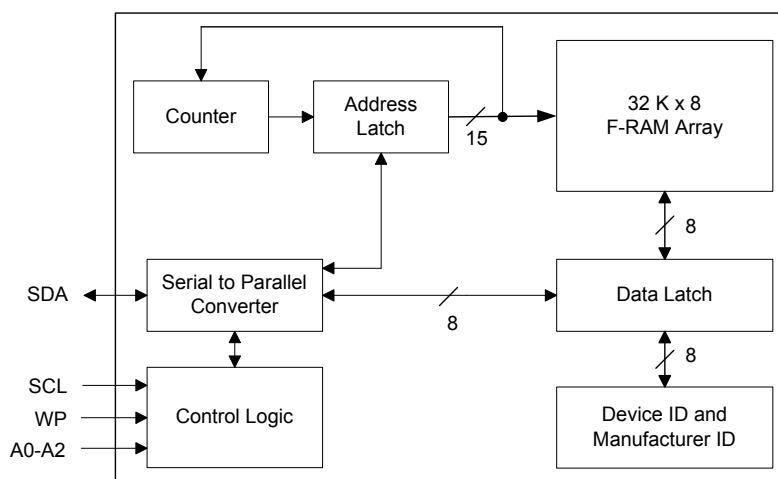 Counter
Address
Latch
15
32 K x 8
F-RAM Array
8
SDA
Serial to Parallel
Converter
8
Data Latch
8
SCL
WP
A0-A2
Control Logic
Device ID and
Manufacturer ID